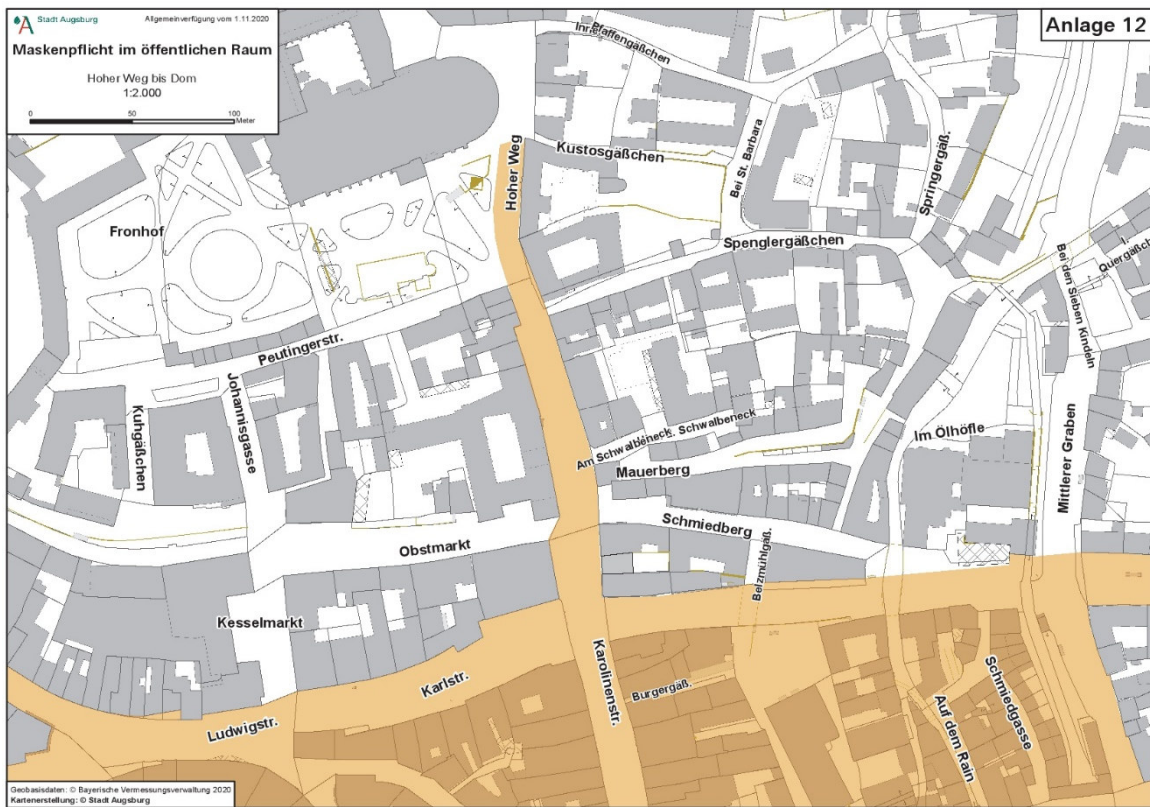 Stadt Augsburg
Allgemeinverfügung vom 1.11.2020
Maskenpflicht im öffentlichen Raum
Hoher Weg bis Dom
1:2.000
0 50 100
Meter
Anlage 12
Pfaffengäßchen
Hoher Weg
Kustosgäßchen
Bei St. Barbara
Springergäß.
Fronhof
Spenglergäßchen
I. Quergäßch
Bei den Sieben Kindeln
Peutingerstr.
Johannisgasse
Kuhgäßchen
Am Schwalbeneck
Schwalbeneck
Im Ölhöfle
Mauerberg
Mittlerer Graben
Schmiedberg
Obstmarkt
Belzmühlgäß.
Kesselmarkt
Karlstr.
Karolinenstr.
Burgergäß.
Schmiedgasse
Auf dem Rain
Ludwigstr.
Geobasisdaten: © Bayerische Vermessungsverwaltung 2020
Kartenerstellung: © Stadt Augsburg